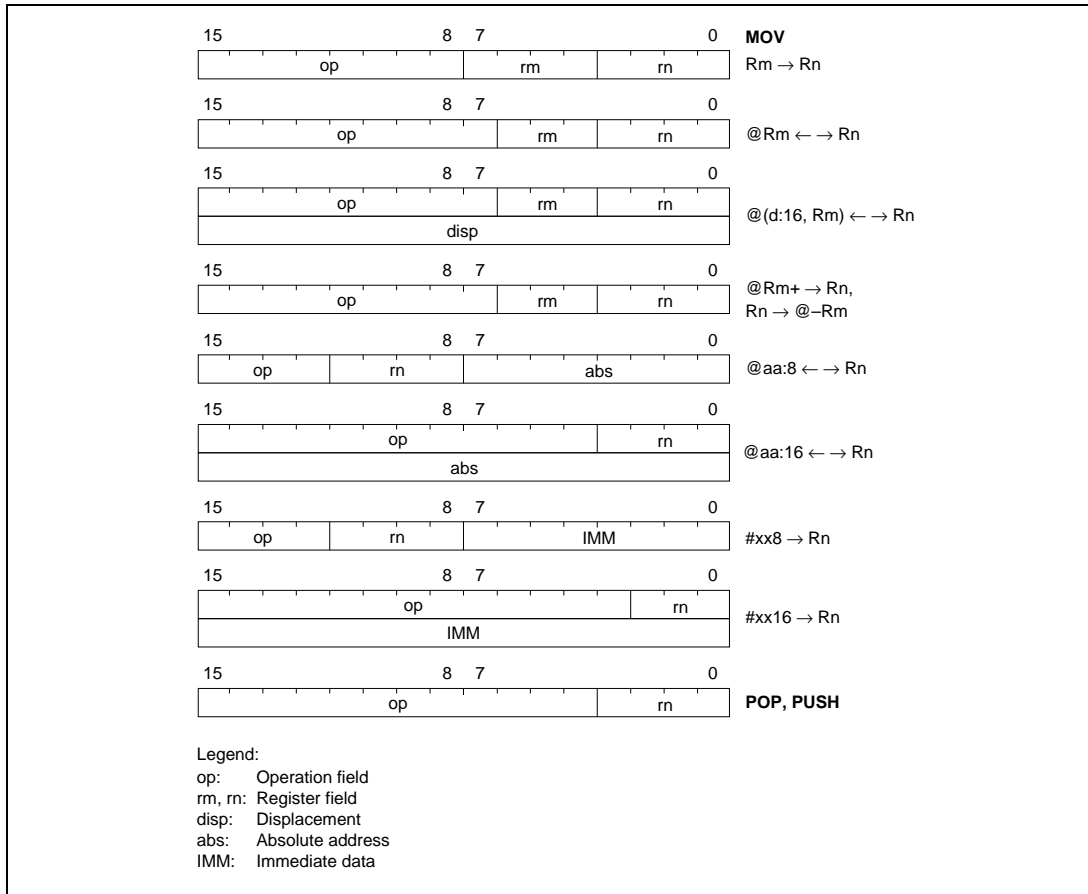 15 8 7 0 MOV
op rm rn Rm → Rn
15 8 7 0
op rm rn @Rm ← → Rn
15 8 7 0
op rm rn
disp @(d:16, Rm) ← → Rn
15 8 7 0
op rm rn @Rm+ → Rn,
Rn → @−Rm
15 8 7 0
op rn abs @aa:8 ← → Rn
15 8 7 0
op rn
abs @aa:16 ← → Rn
15 8 7 0
op rn IMM #xx8 → Rn
15 8 7 0
op rn
IMM #xx16 → Rn
15 8 7 0
op rn POP, PUSH
Legend:
op: Operation field
rm, rn: Register field
disp: Displacement
abs: Absolute address
IMM: Immediate data